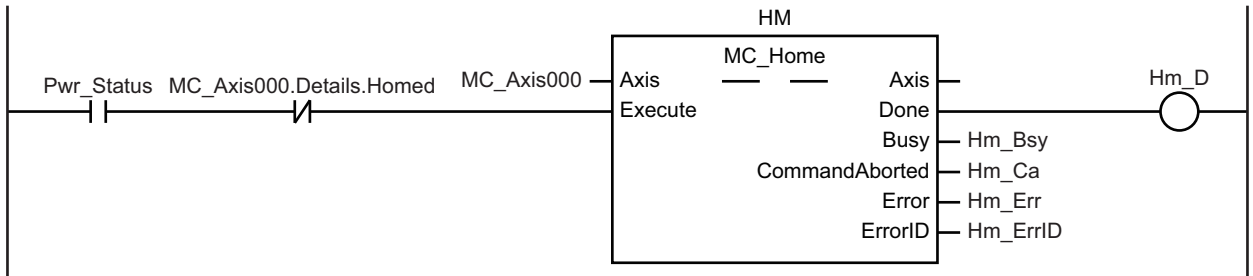 HM
MC_Home
Pwr_Status MC_Axis000.Details.Homed MC_Axis000 Axis Axis Hm_D
Execute Done
Busy Hm_Bsy
CommandAborted Hm_Ca
Error Hm_Err
ErrorID Hm_ErrID